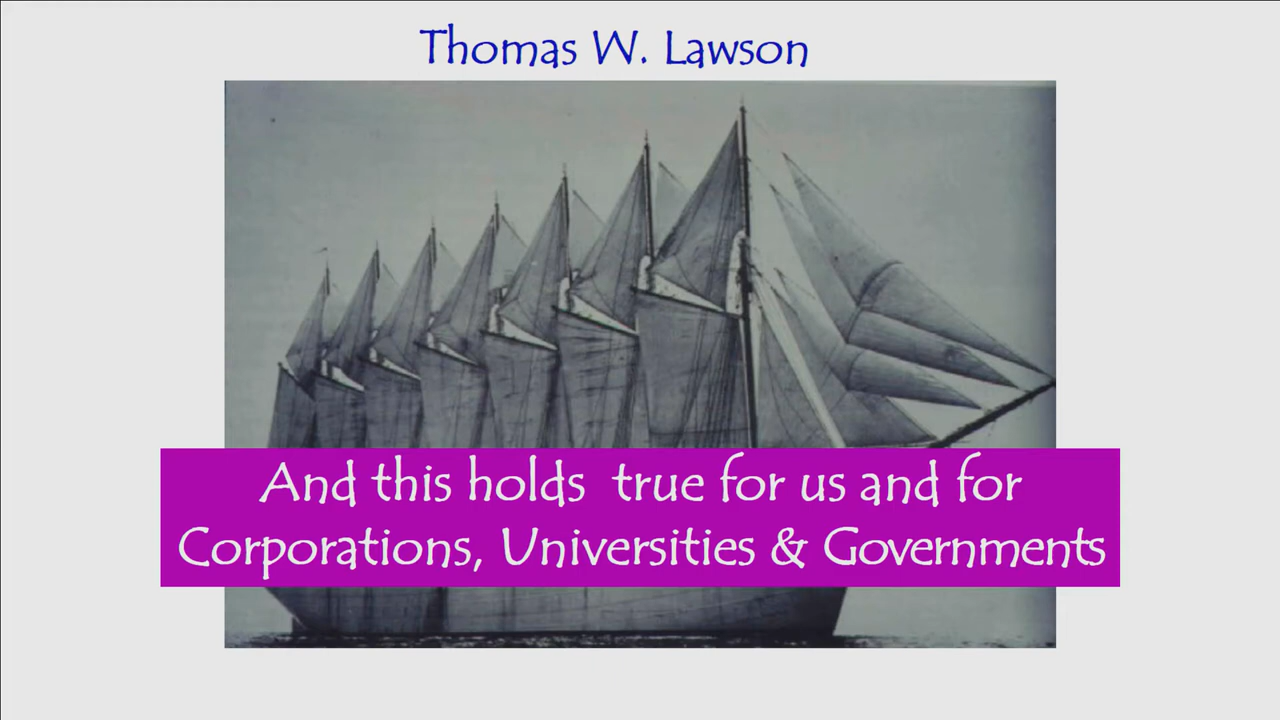 Thomas W. Lawson
And this holds true for us and for
Corporations, Universities & Governments